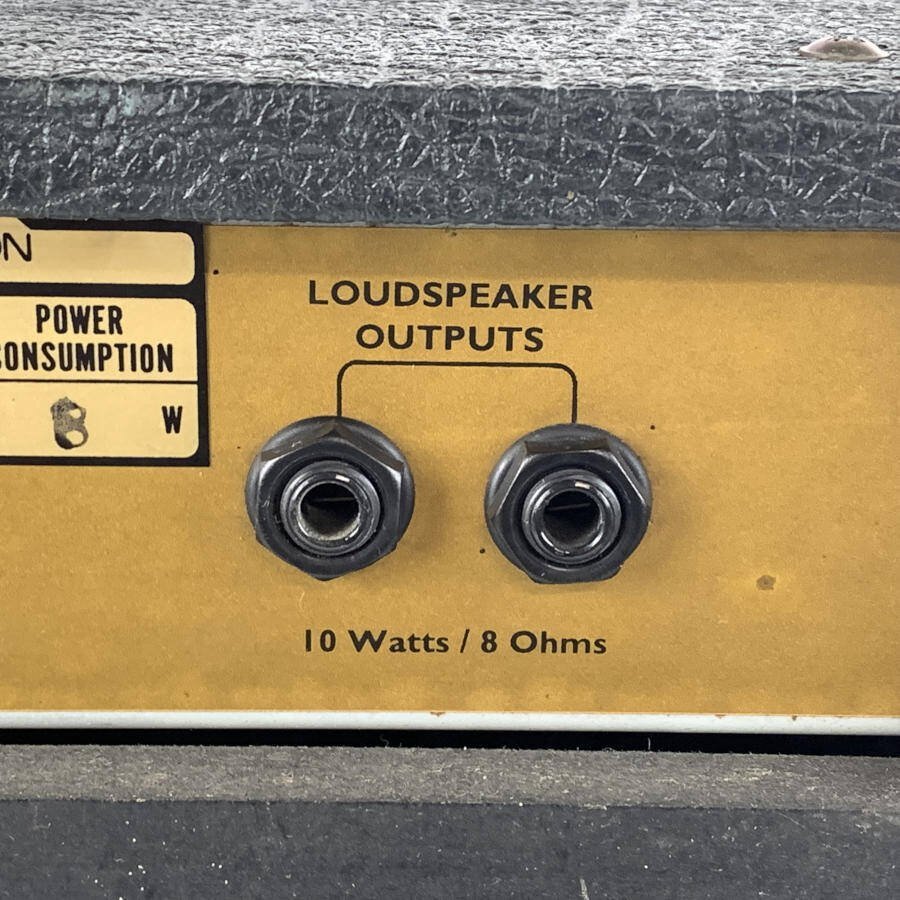 ON
POWER
CONSUMPTION
W
LOUDSPEAKER
OUTPUTS
10 Watts / 8 Ohms